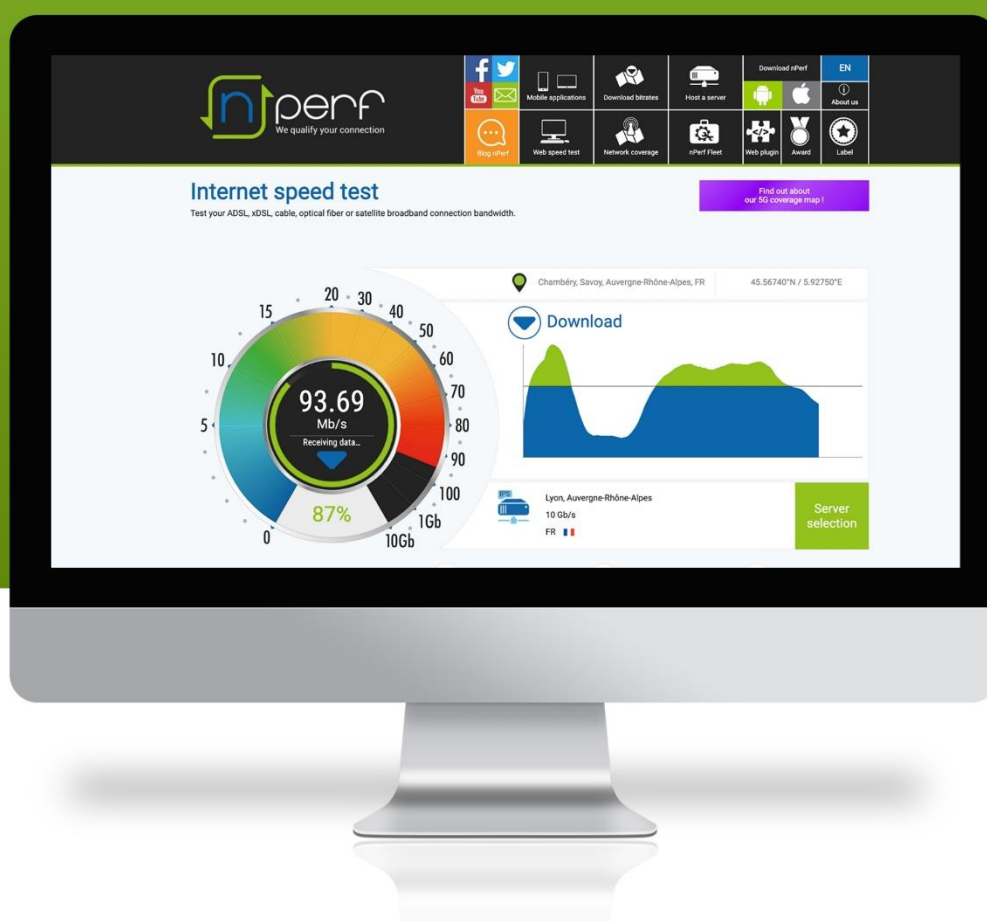 nperf
We qualify your connection
f
You
Tube
Mobile applications
Download bitrates
Host a server
Download nPerf
EN
About us
Blog nPerf
Web speed test
Network coverage
nPerf Fleet
Web plugin
Award
Label
Internet speed test
Test your ADSL, xDSL, cable, optical fiber or satellite broadband connection bandwidth.
Find out about
our 5G coverage map !
Chambéry, Savoy, Auvergne-Rhône-Alpes, FR
45.56740°N / 5.92750°E
Download
0
5
10
15
20
30
40
50
60
70
80
90
100
1Gb
10Gb
93.69
Mb/s
Receiving data...
87%
IPS
Lyon, Auvergne-Rhône-Alpes
10 Gb/s
FR
Server
selection